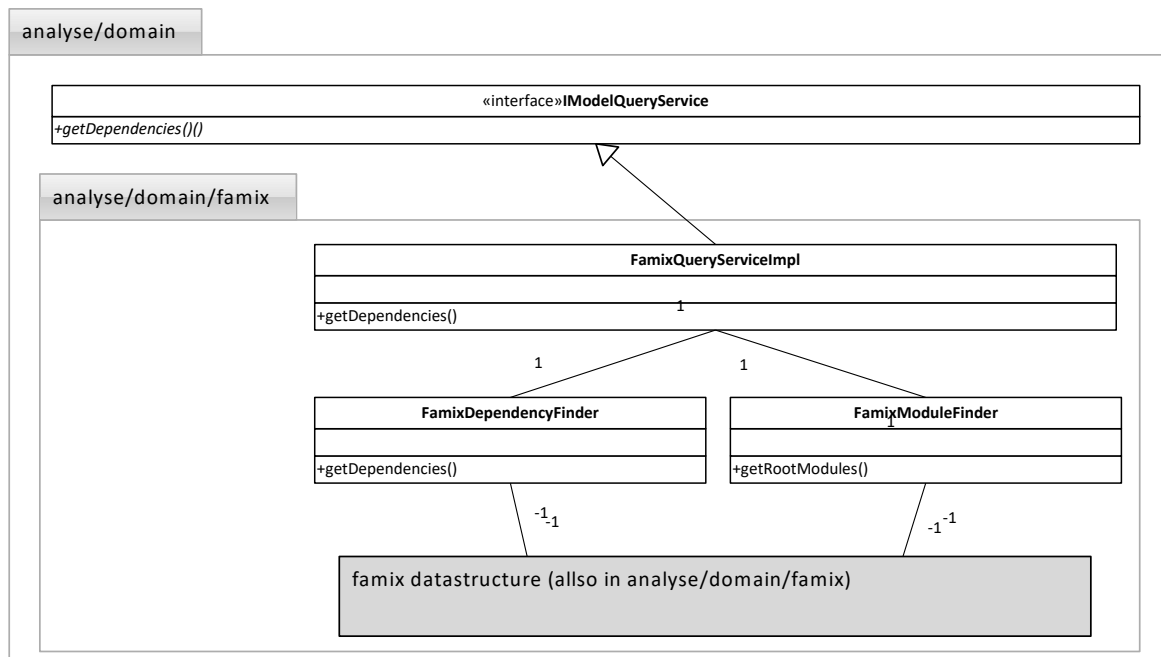 analyse/domain
«interface»IModelQueryService
+getDependencies()()
analyse/domain/famix
FamixQueryServiceImpl
1
+getDependencies()
1
1
FamixDependencyFinder
FamixModuleFinder
1
+getDependencies()
+getRootModules()
-1
-1
-1
-1
famix datastructure (allso in analyse/domain/famix)